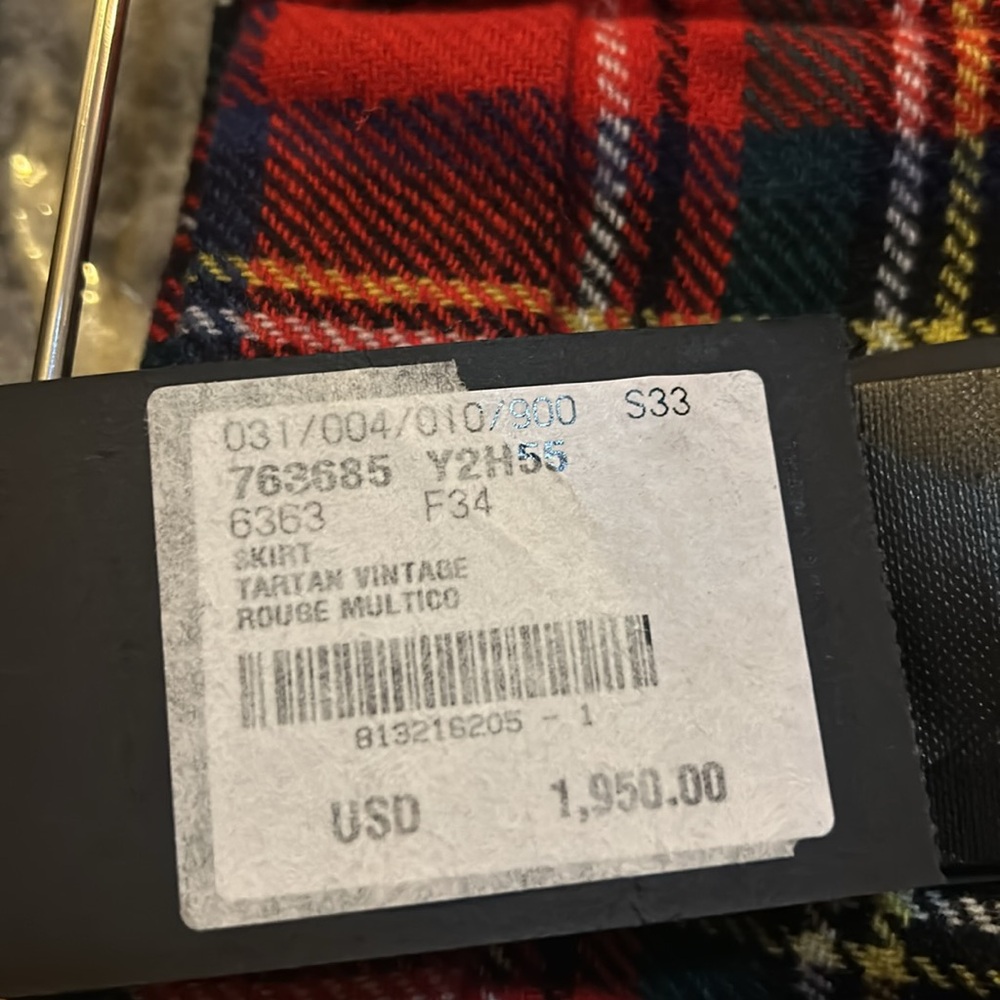 031/004/010/900 S33
763685 Y2H55
6363 F34
SKIRT
TARTAN VINTAGE
ROUGE MULTICO
813216205 - 1
USD 1,950.00